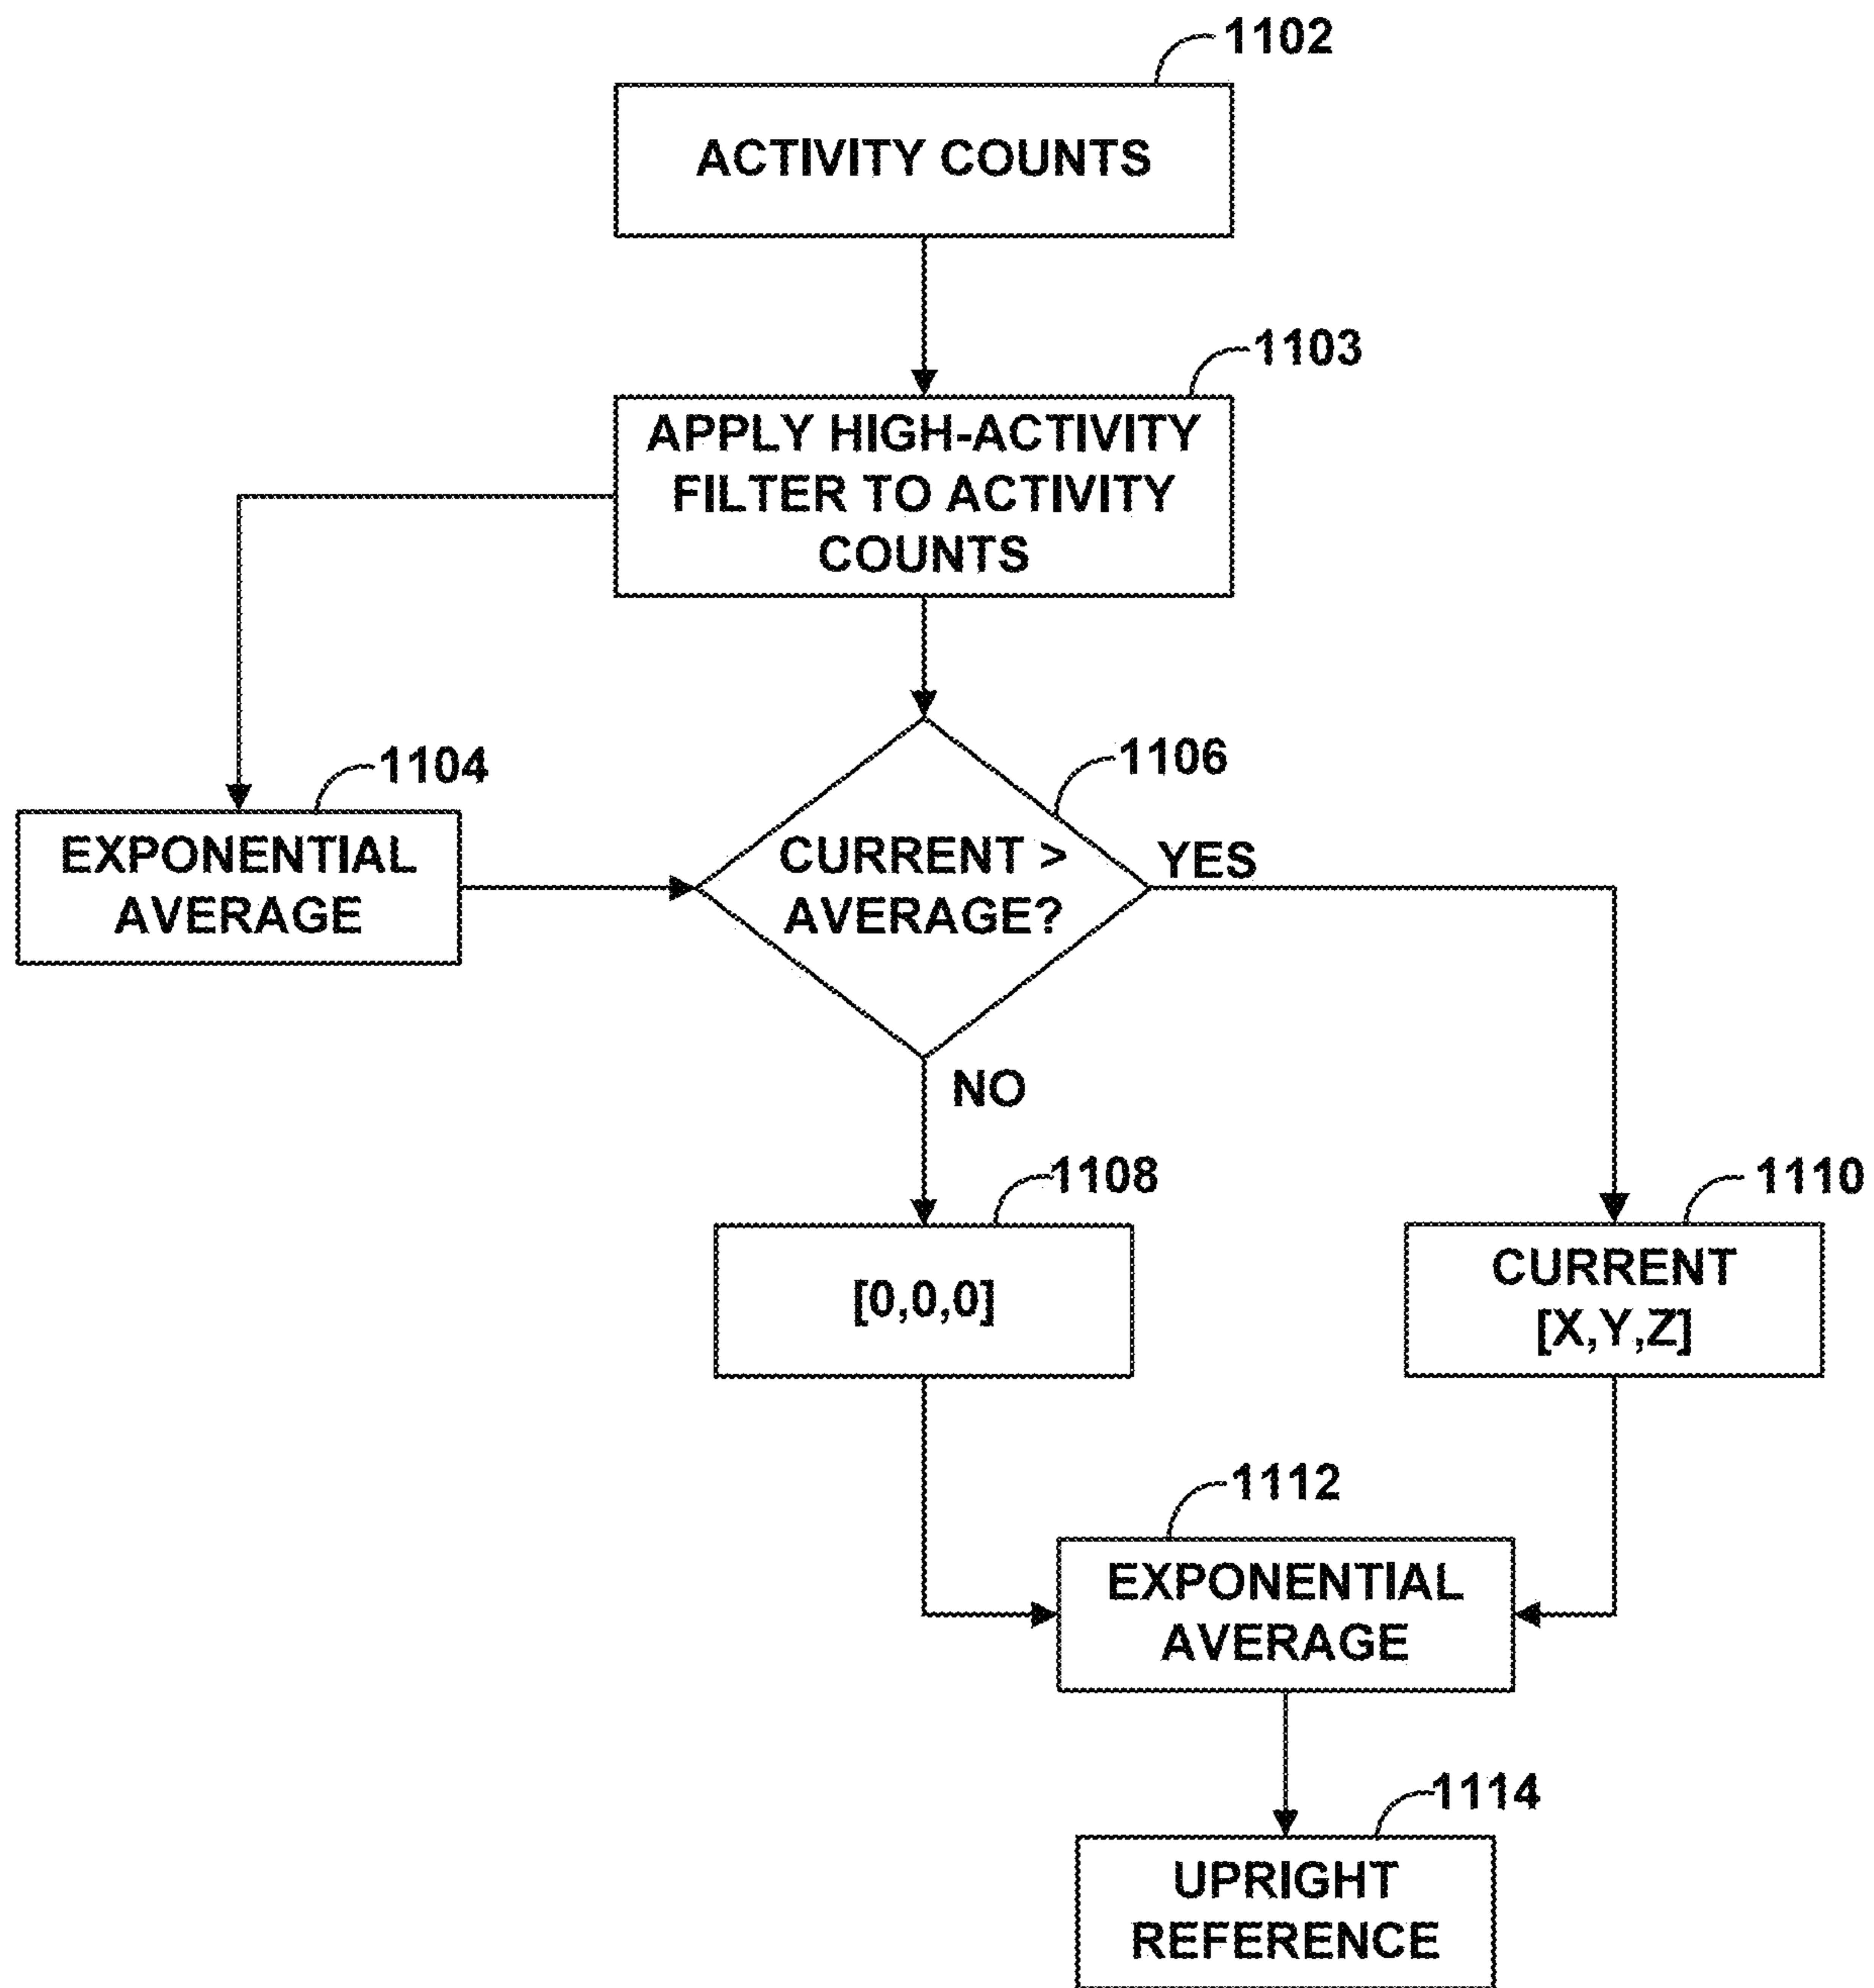 1102
ACTIVITY COUNTS
1103
APPLY HIGH-ACTIVITY
FILTER TO ACTIVITY
COUNTS
1104
EXPONENTIAL
AVERAGE
1106
CURRENT >
AVERAGE?
YES
NO
1108
[0,0,0]
1110
CURRENT
[X,Y,Z]
1112
EXPONENTIAL
AVERAGE
1114
UPRIGHT
REFERENCE